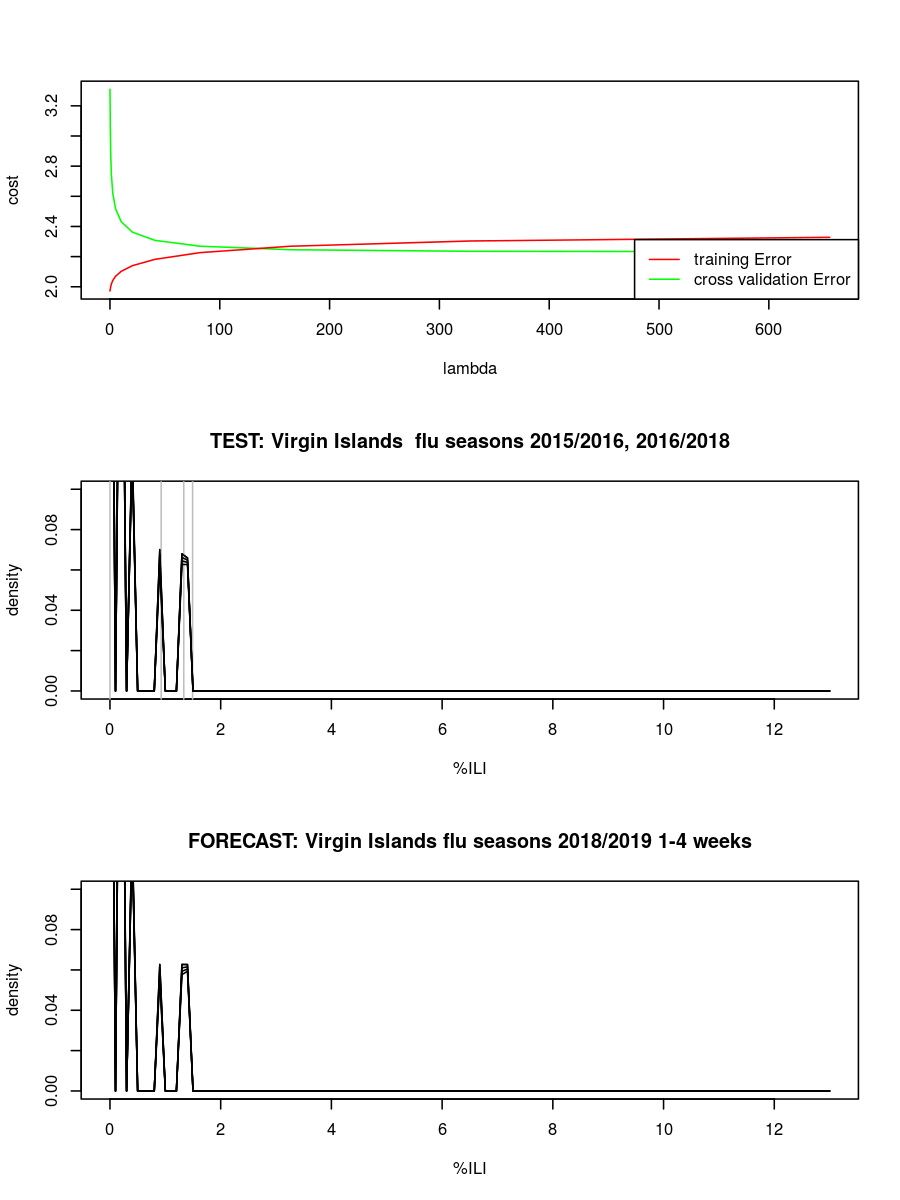 3.2
2.8
2.4
2.0
cost
training Error
cross validation Error
0 100 200 300 400 500 600
lambda
TEST: Virgin Islands  flu seasons 2015/2016, 2016/2018
0.08
0.04
0.00
density
0 2 4 6 8 10 12
%ILI
FORECAST: Virgin Islands flu seasons 2018/2019 1-4 weeks
0.08
0.04
0.00
density
0 2 4 6 8 10 12
%ILI